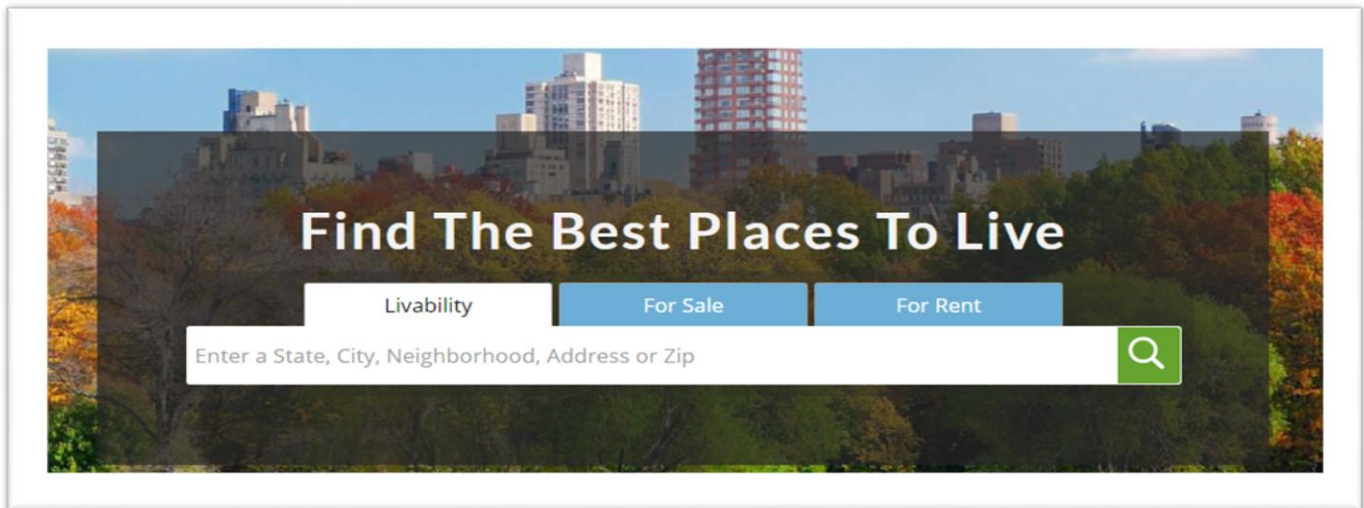 Find The Best Places To Live
Livability For Sale For Rent
Enter a State, City, Neighborhood, Address or Zip